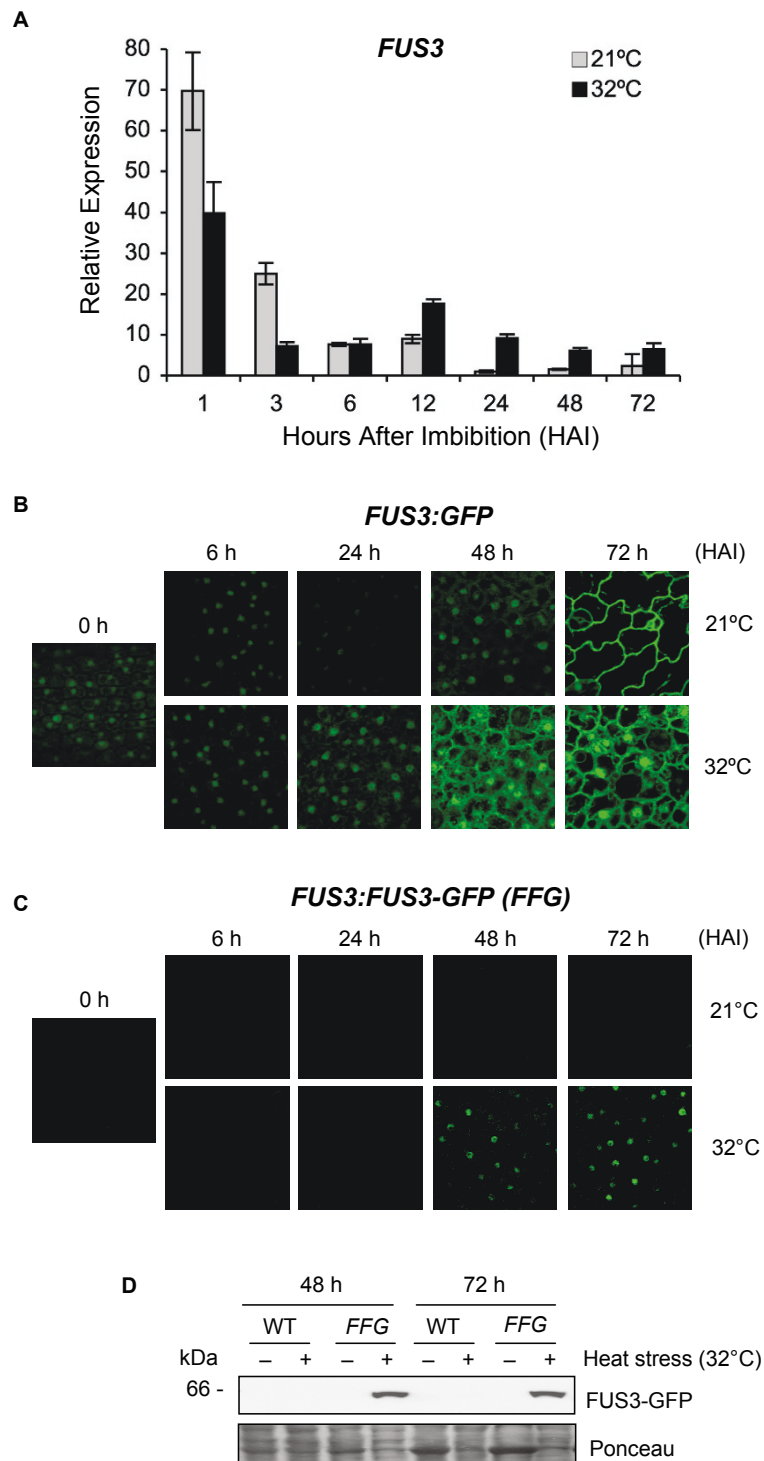 A
FUS3
21ºC
32ºC
80
70
60
50
40
30
20
10
0
Relative Expression
1 3 6 12 24 48 72
Hours After Imbibition (HAI)
B
FUS3:GFP
6 h 24 h 48 h 72 h (HAI)
0 h
21ºC
32ºC
C
FUS3:FUS3-GFP (FFG)
6 h 24 h 48 h 72 h (HAI)
0 h
21°C
32°C
D
48 h 72 h
WT FFG WT FFG
kDa – + – + – + – + Heat stress (32°C)
66 - FUS3-GFP
Ponceau